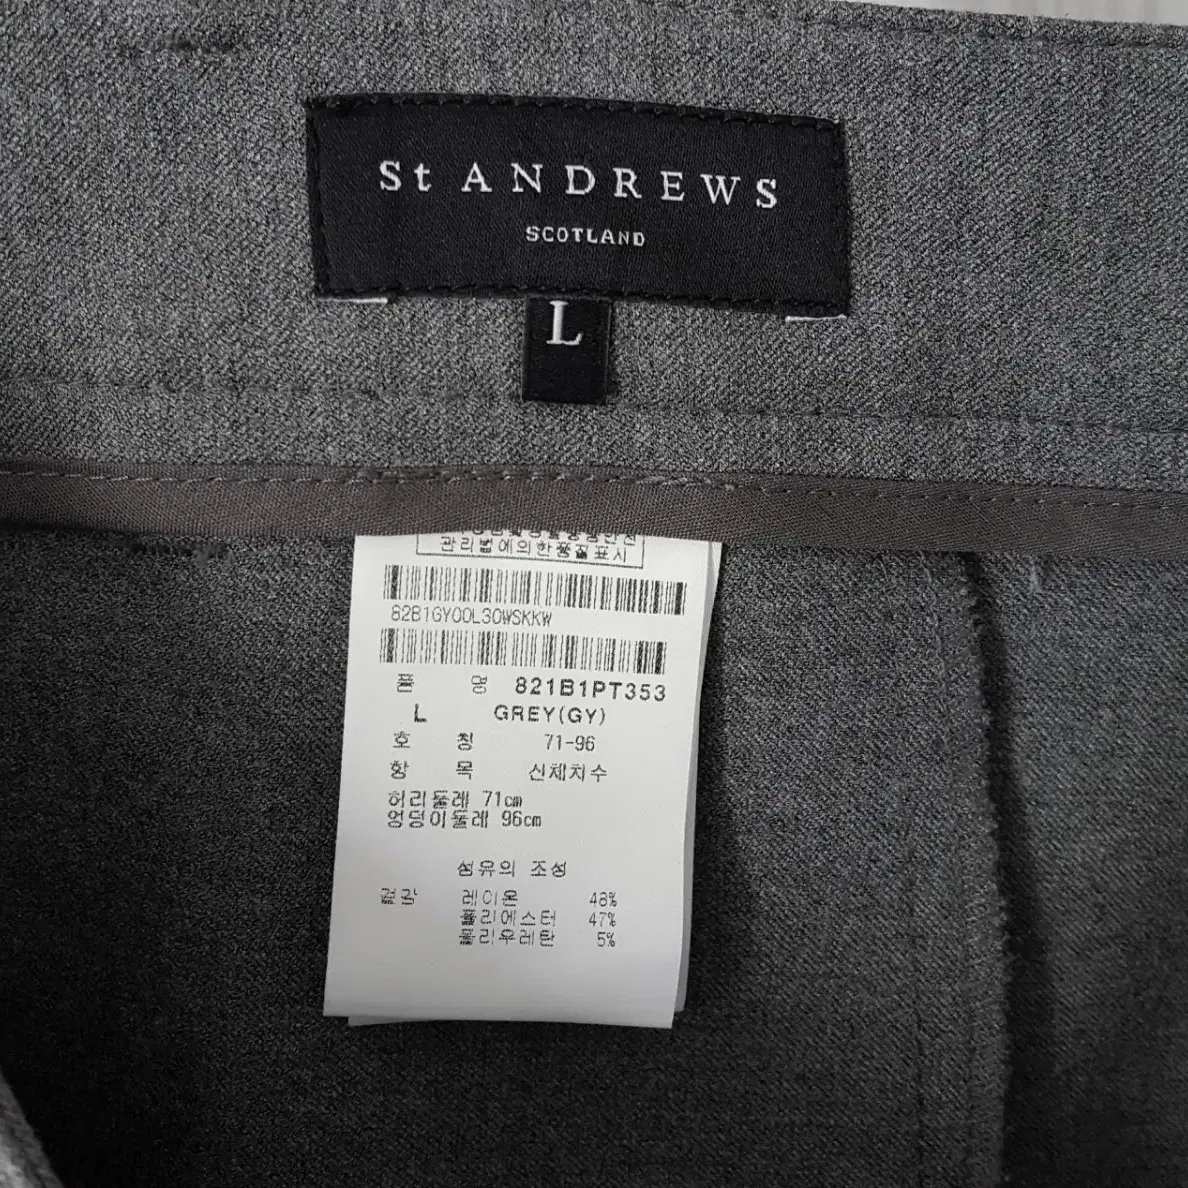 St ANDREWS
SCOTLAND
L
관리법에의한품질표시
82B1GY00L30WSKKW
품 명 821B1PT353
L GREY(GY)
호 칭 71-96
항 목 신체치수
허리둘레 71cm
엉덩이둘레 96cm
섬유의 조성
겉감 레이온 48%
폴리에스터 47%
폴리우레탄 5%